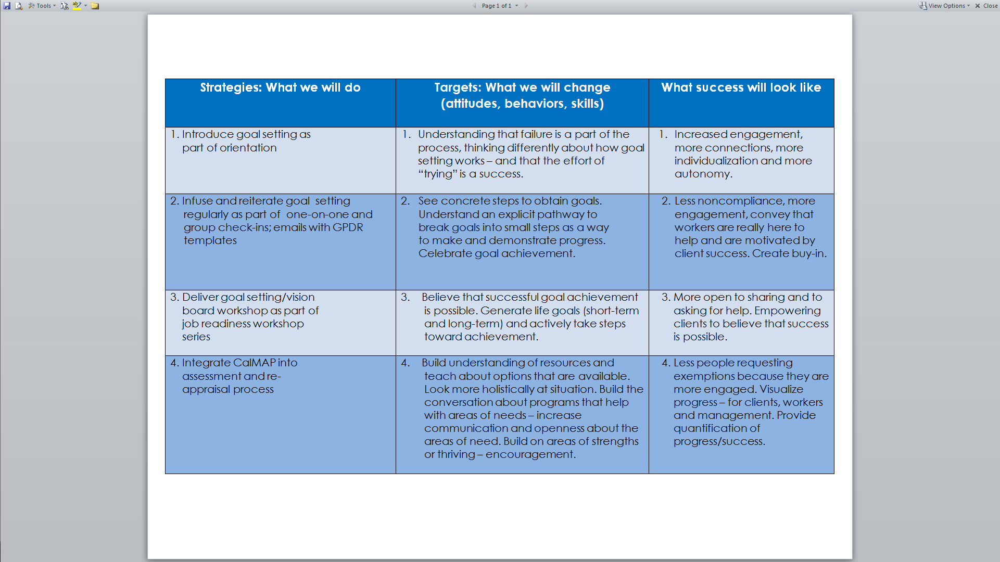 Tools
Page 1 of 1
View Options
Close
Strategies: What we will do
Targets: What we will change
(attitudes, behaviors, skills)
What success will look like
1. Introduce goal setting as
part of orientation
1. Understanding that failure is a part of the
process, thinking differently about how goal
setting works – and that the effort of
“trying” is a success.
1. Increased engagement,
more connections, more
individualization and more
autonomy.
2. Infuse and reiterate goal setting
regularly as part of one-on-one and
group check-ins; emails with GPDR
templates
2. See concrete steps to obtain goals.
Understand an explicit pathway to
break goals into small steps as a way
to make and demonstrate progress.
Celebrate goal achievement.
2. Less noncompliance, more
engagement, convey that
workers are really here to
help and are motivated by
client success. Create buy-in.
3. Deliver goal setting/vision
board workshop as part of
job readiness workshop
series
3. Believe that successful goal achievement
is possible. Generate life goals (short-term
and long-term) and actively take steps
toward achievement.
3. More open to sharing and to
asking for help. Empowering
clients to believe that success
is possible.
4. Integrate CalMAP into
assessment and re-
appraisal process
4. Build understanding of resources and
teach about options that are available.
Look more holistically at situation. Build the
conversation about programs that help
with areas of needs – increase
communication and openness about the
areas of need. Build on areas of strengths
or thriving – encouragement.
4. Less people requesting
exemptions because they are
more engaged. Visualize
progress – for clients, workers
and management. Provide
quantification of
progress/success.